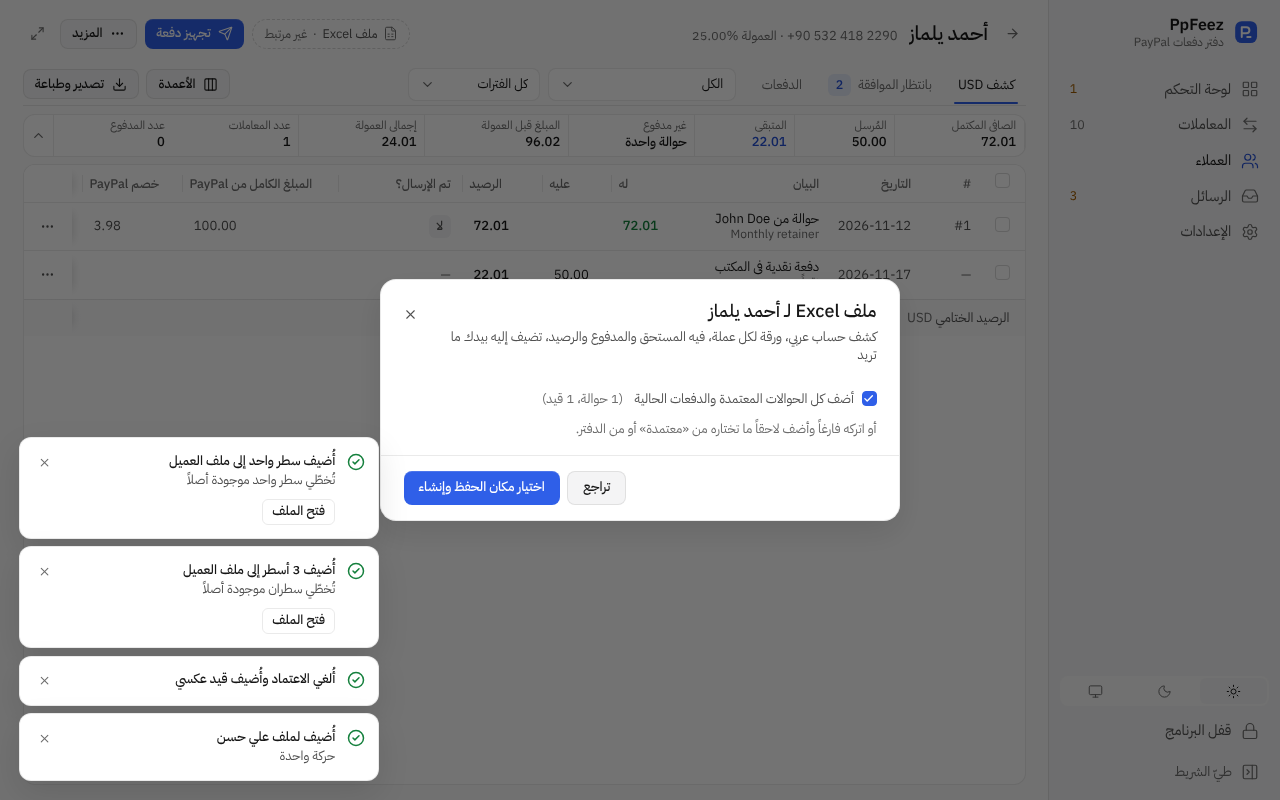 PpFeez
دفتر دفعات PayPal
لوحة التحكم
1
المعاملات
10
العملاء
الرسائل
3
الإعدادات
قفل البرنامج
طيّ الشريط
أحمد يلماز
+90 532 418 2290 · العمولة 25.00%
ملف Excel · غير مرتبط
تجهيز دفعة
المزيد
كشف USD
بانتظار الموافقة 2
الدفعات
الكل
كل الفترات
الأعمدة
تصدير وطباعة
الصافي المكتمل
72.01
المُرسل
50.00
المتبقي
22.01
غير مدفوع
حوالة واحدة
المبلغ قبل العمولة
96.02
إجمالي العمولة
24.01
عدد المعاملات
1
عدد المدفوع
0
# التاريخ البيان له عليه الرصيد تم الإرسال؟ المبلغ الكامل من PayPal خصم PayPal
#1 2026-11-12 حوالة من John Doe 72.01 72.01 لا 100.00 3.98
Monthly retainer
— 2026-11-17 دفعة نقدية في المكتب 50.00 22.01 —
الرصيد الختامي USD
ملف Excel لـ أحمد يلماز
كشف حساب عربي، ورقة لكل عملة، فيه المستحق والمدفوع والرصيد، تضيف إليه بيدك ما
تريد
أضف كل الحوالات المعتمدة والدفعات الحالية (1 حوالة، 1 قيد)
أو اتركه فارغاً وأضف لاحقاً ما تختاره من «معتمدة» أو من الدفتر.
تراجع
اختيار مكان الحفظ وإنشاء
أُضيف سطر واحد إلى ملف العميل
تُخطّي سطر واحد موجودة أصلاً
فتح الملف
أُضيف 3 أسطر إلى ملف العميل
تُخطّي سطران موجودة أصلاً
فتح الملف
أُلغي الاعتماد وأُضيف قيد عكسي
أُضيف لملف علي حسن
حركة واحدة